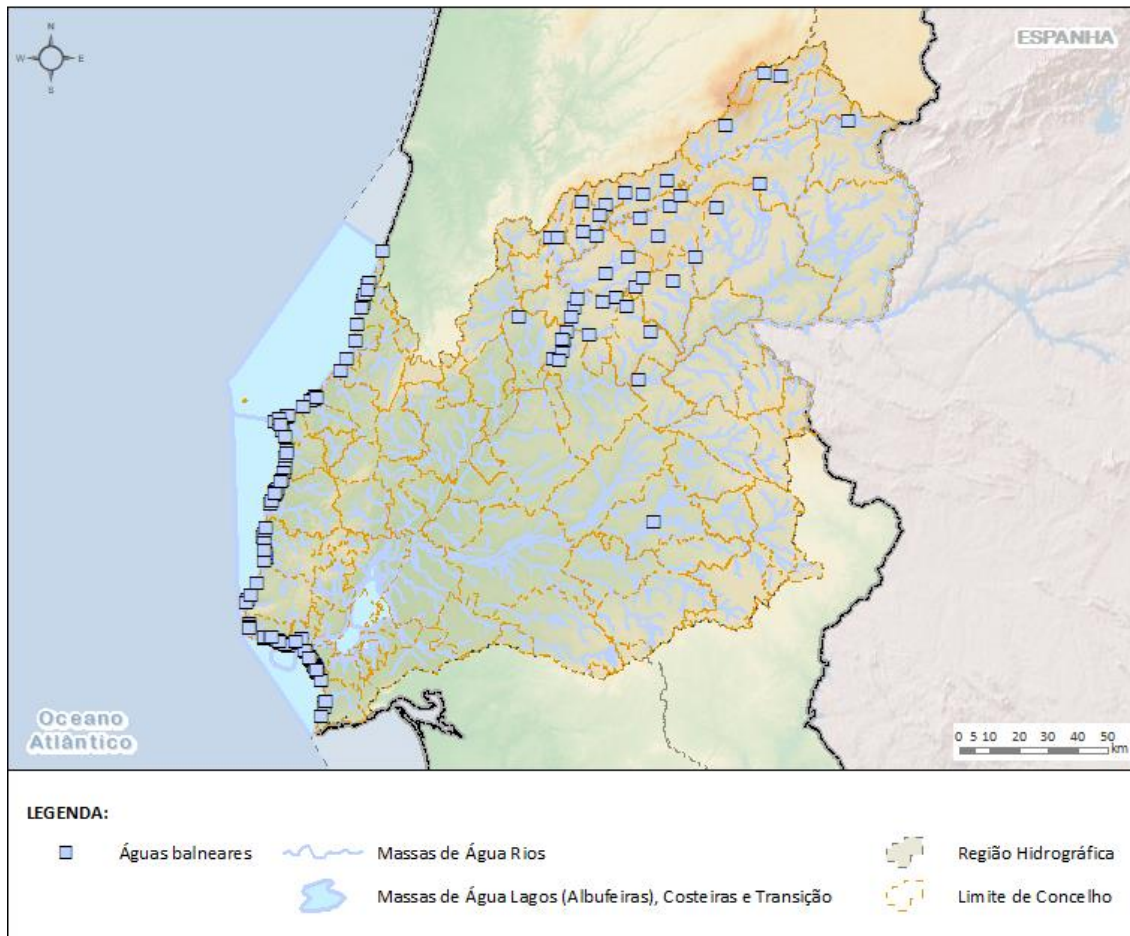 N
W E
S
ESPANHA
Oceano
Atlântico
0 5 10 20 30 40 50
km
LEGENDA:
Águas balneares
Massas de Água Rios
Região Hidrográfica
Massas de Água Lagos (Albufeiras), Costeiras e Transição
Limite de Concelho